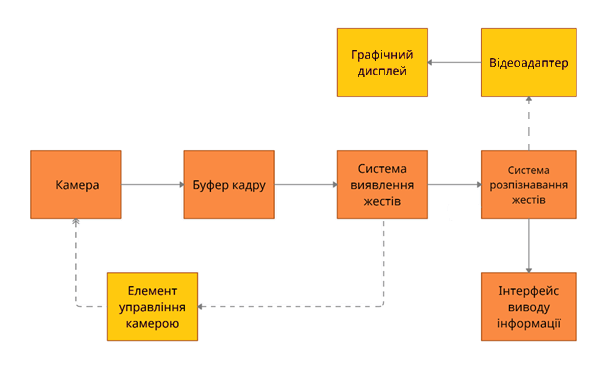 Графічний
дисплей
Відеоадаптер
Камера
Буфер кадру
Система
виявлення
жестів
Система
розпізнавання
жестів
Елемент
управління
камерою
Інтерфейс
виводу
інформації